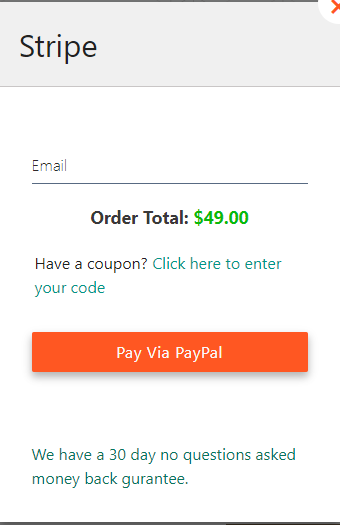 Stripe
Email
Order Total: $49.00
Have a coupon? Click here to enter
your code
Pay Via PayPal
We have a 30 day no questions asked
money back gurantee.